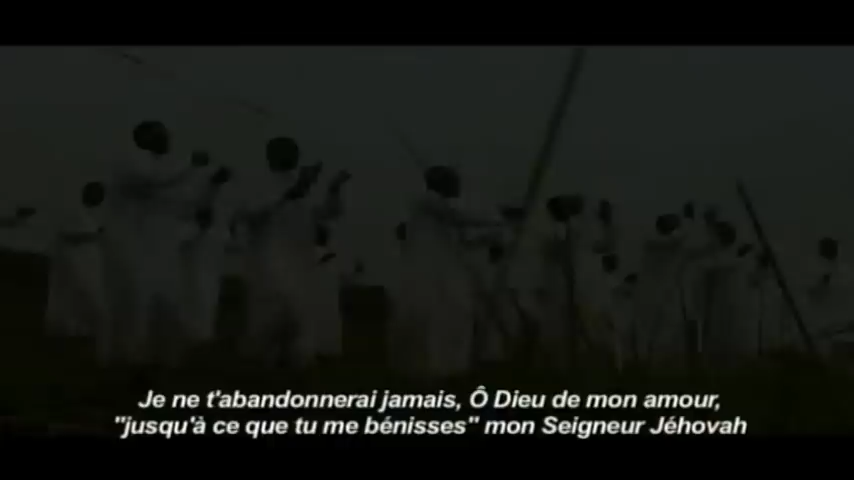 Je ne t'abandonnerai jamais, Ô Dieu de mon amour,
"jusqu'à ce que tu me bénisses" mon Seigneur Jéhovah